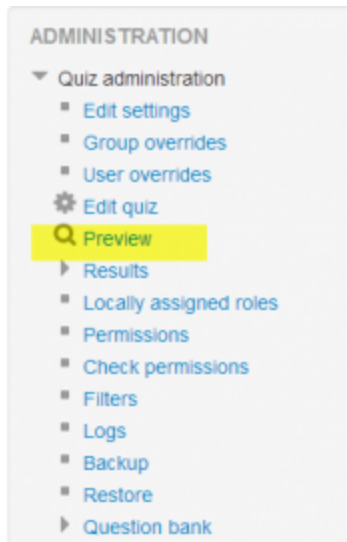 ADMINISTRATION
Quiz administration
Edit settings
Group overrides
User overrides
Edit quiz
Preview
Results
Locally assigned roles
Permissions
Check permissions
Filters
Logs
Backup
Restore
Question bank